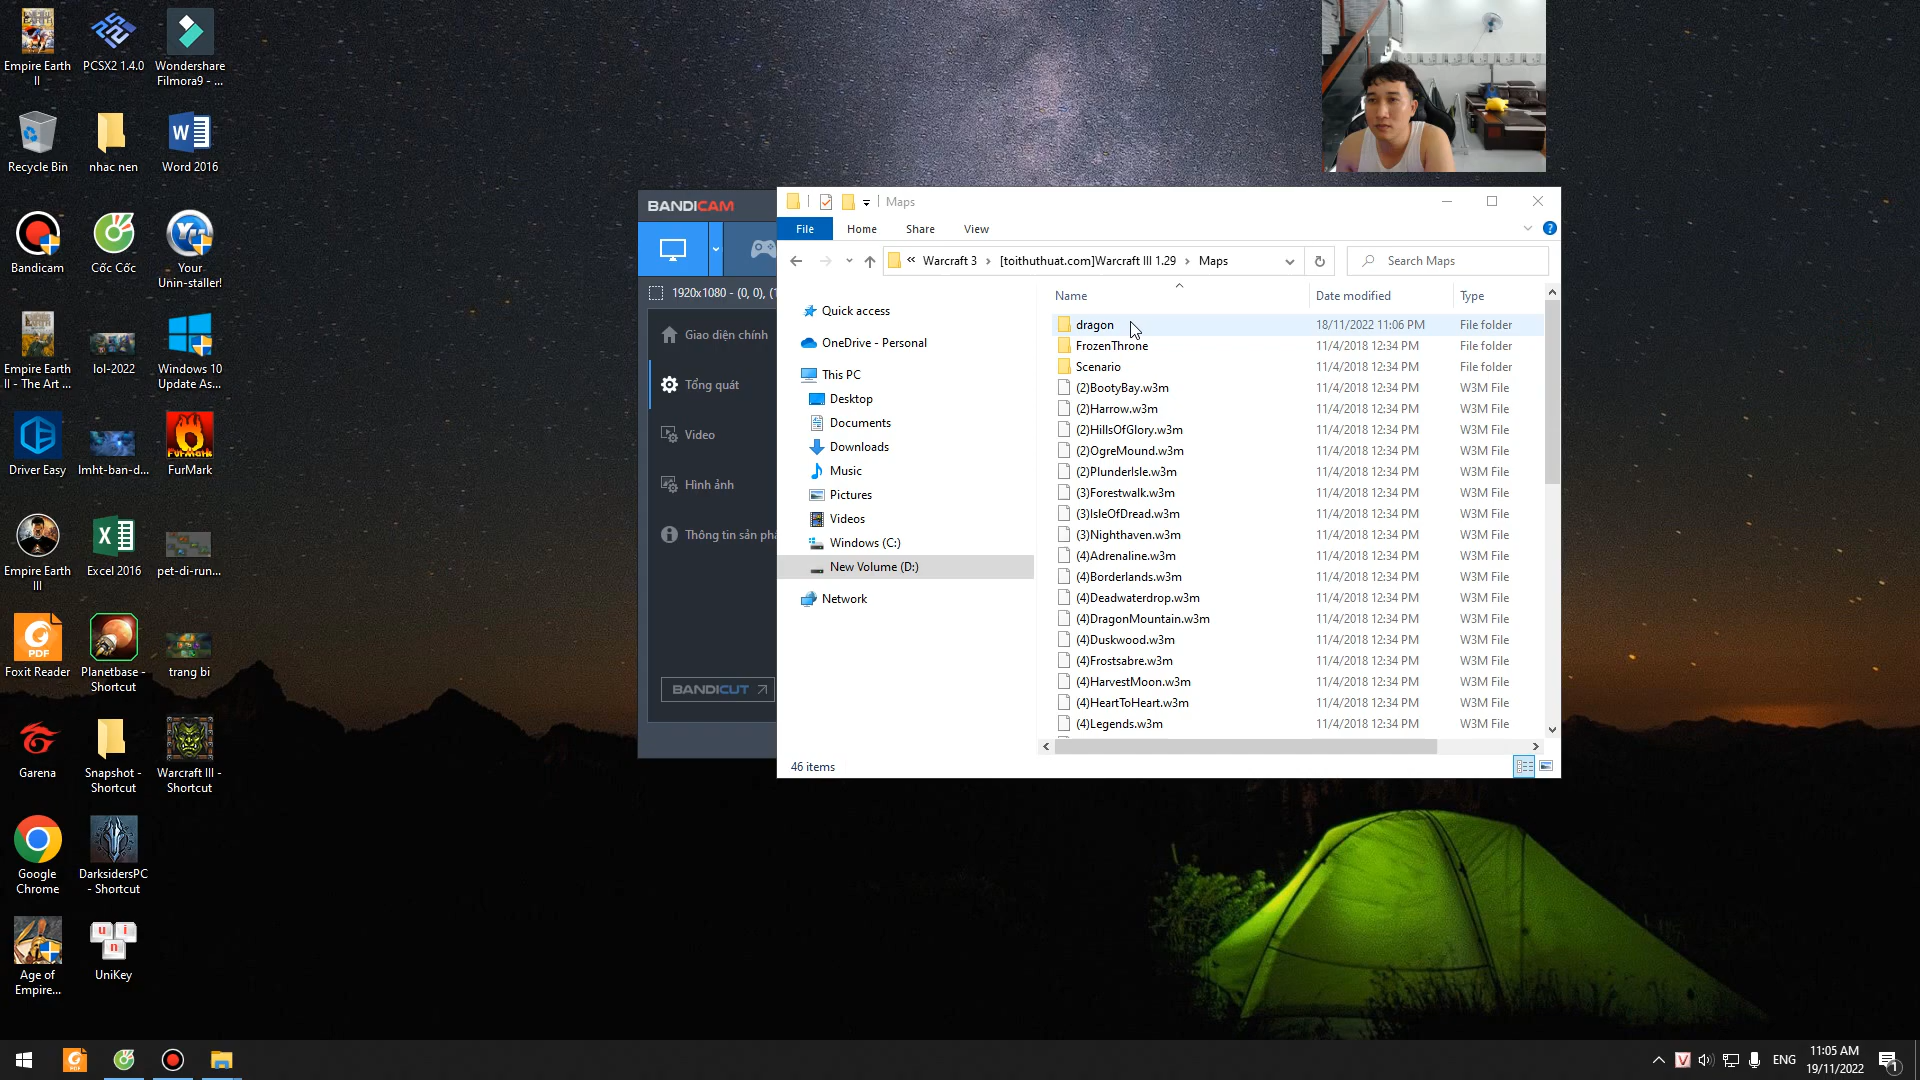 Empire Earth
II
PCSX2 1.4.0
Wondershare
Filmora9 - ...
Recycle Bin
nhac nen
Word 2016
Bandicam
Cốc Cốc
Your
Unin-staller!
Empire Earth
II - The Art ...
lol-2022
Windows 10
Update As...
Driver Easy
lmht-ban-d...
FurMark
Empire Earth
III
Excel 2016
pet-di-run...
PDF
Foxit Reader
Planetbase -
Shortcut
trang bi
Garena
Snapshot -
Shortcut
Warcraft III -
Shortcut
Google
Chrome
DarksidersPC
- Shortcut
Age of
Empire...
u i
n
UniKey
BANDICAM
1920x1080 - (0, 0), (1
Giao diện chính
Tổng quát
Video
Hình ảnh
Thông tin sản phẩ
BANDICUT
Maps
File Home Share View
« Warcraft 3 › [toithuthuat.com]Warcraft III 1.29 › Maps
Search Maps
Quick access
OneDrive - Personal
This PC
Desktop
Documents
Downloads
Music
Pictures
Videos
Windows (C:)
New Volume (D:)
Network
Name Date modified Type
dragon 18/11/2022 11:06 PM File folder
FrozenThrone 11/4/2018 12:34 PM File folder
Scenario 11/4/2018 12:34 PM File folder
(2)BootyBay.w3m 11/4/2018 12:34 PM W3M File
(2)Harrow.w3m 11/4/2018 12:34 PM W3M File
(2)HillsOfGlory.w3m 11/4/2018 12:34 PM W3M File
(2)OgreMound.w3m 11/4/2018 12:34 PM W3M File
(2)PlunderIsle.w3m 11/4/2018 12:34 PM W3M File
(3)Forestwalk.w3m 11/4/2018 12:34 PM W3M File
(3)IsleOfDread.w3m 11/4/2018 12:34 PM W3M File
(3)Nighthaven.w3m 11/4/2018 12:34 PM W3M File
(4)Adrenaline.w3m 11/4/2018 12:34 PM W3M File
(4)Borderlands.w3m 11/4/2018 12:34 PM W3M File
(4)Deadwaterdrop.w3m 11/4/2018 12:34 PM W3M File
(4)DragonMountain.w3m 11/4/2018 12:34 PM W3M File
(4)Duskwood.w3m 11/4/2018 12:34 PM W3M File
(4)Frostsabre.w3m 11/4/2018 12:34 PM W3M File
(4)HarvestMoon.w3m 11/4/2018 12:34 PM W3M File
(4)HeartToHeart.w3m 11/4/2018 12:34 PM W3M File
(4)Legends.w3m 11/4/2018 12:34 PM W3M File
46 items
V
ENG
11:05 AM
19/11/2022
1